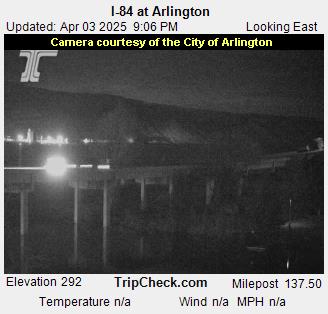 I-84 at Arlington
Updated: Apr 03 2025 9:06 PM Looking East
Camera courtesy of the City of Arlington
Elevation 292 TripCheck.com Milepost 137.50
Temperature n/a Wind n/a MPH n/a